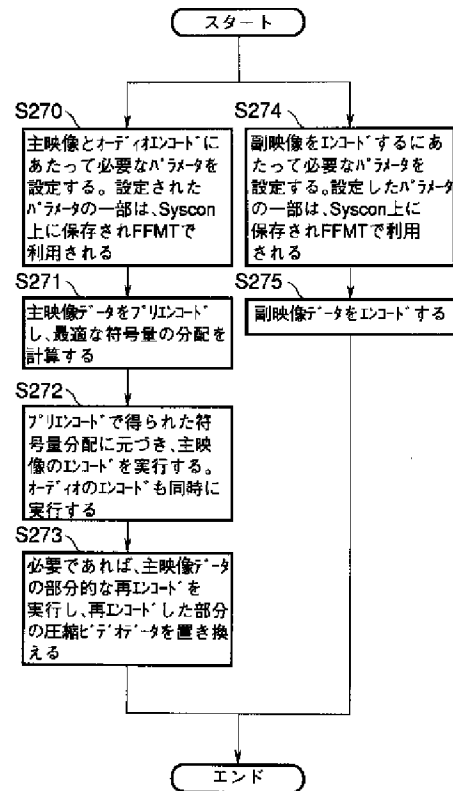 スタート
S270
主映像とオーディオエンコードに
あたって必要なパラメータを
設定する。設定された
パラメータの一部は、Syscon
上に保存されFFMTで
利用される
S271
主映像データをプリエンコード
し、最適な符号量の分配を
計算する
S272
プリエンコードで得られた符
号量分配に元づき、主映
像のエンコードを実行する。
オーディオのエンコードも同時に
実行する
S273
必要であれば、主映像データ
の部分的な再エンコードを
実行し、再エンコードした部分
の圧縮ビデオデータを置き換
える
S274
副映像をエンコードするにあ
たって必要なパラメータを
設定する。設定したパラメータ
の一部は、Syscon上に
保存されFFMTで利用
される
S275
副映像データをエンコードする
エンド